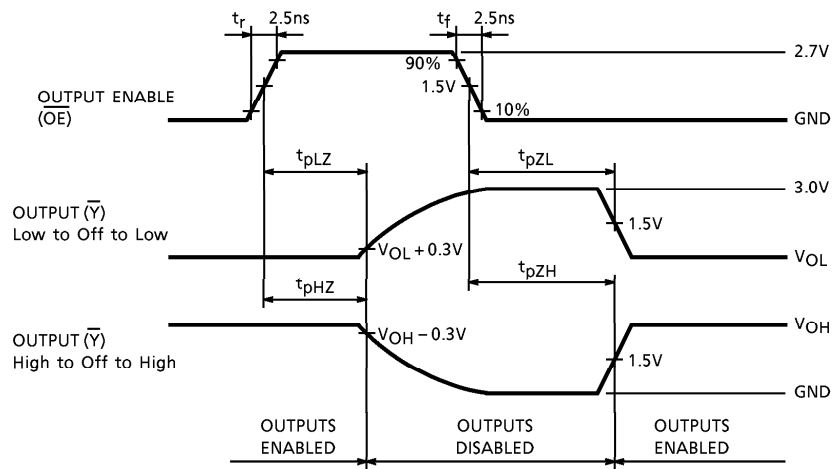 tr 2.5ns tf 2.5ns
2.7V
90%
1.5V
OUTPUT ENABLE
(O̅E̅)
10%
GND
tpLZ tpZL
3.0V
OUTPUT (Y̅)
Low to Off to Low
1.5V
VOL + 0.3V
VOL
tpHZ tpZH
VOH
OUTPUT (Y̅)
High to Off to High
VOH − 0.3V
1.5V
GND
OUTPUTS ENABLED
OUTPUTS DISABLED
OUTPUTS ENABLED